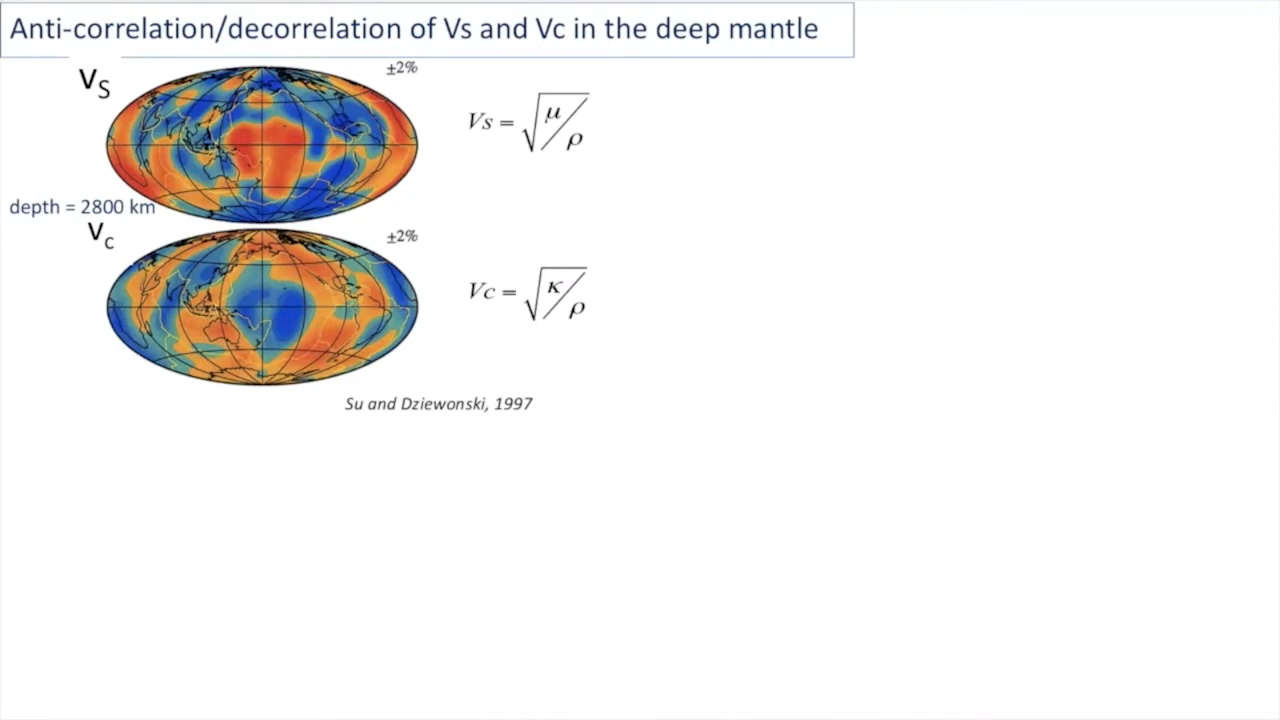 Anti-correlation/decorrelation of Vs and Vc in the deep mantle
VS
±2%
Vs = √μ/ρ
depth = 2800 km
Vc
±2%
Vc = √κ/ρ
Su and Dziewonski, 1997